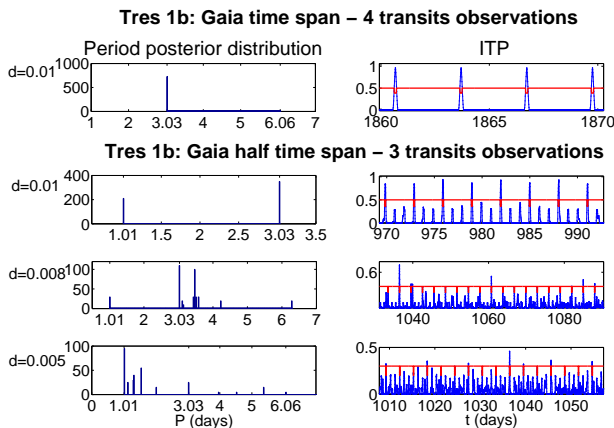 Tres 1b: Gaia time span – 4 transits observations
Period posterior distribution
ITP
d=0.01
1000
500
0
1 2 3.03 4 5 6.06 7
1
0.5
0
1860 1865 1870
Tres 1b: Gaia half time span – 3 transits observations
d=0.01
400
200
0
1.01 1.5 2 2.5 3.03 3.5
1
0.5
0
970 975 980 985 990
d=0.008
100
50
0
1.01 2 3.03 4 5 6 7
0.6
1040 1060 1080
d=0.005
100
50
0
0 1.01 2 3.03 4 5 6.06
P (days)
0.5
0
1010 1020 1030 1040 1050
t (days)